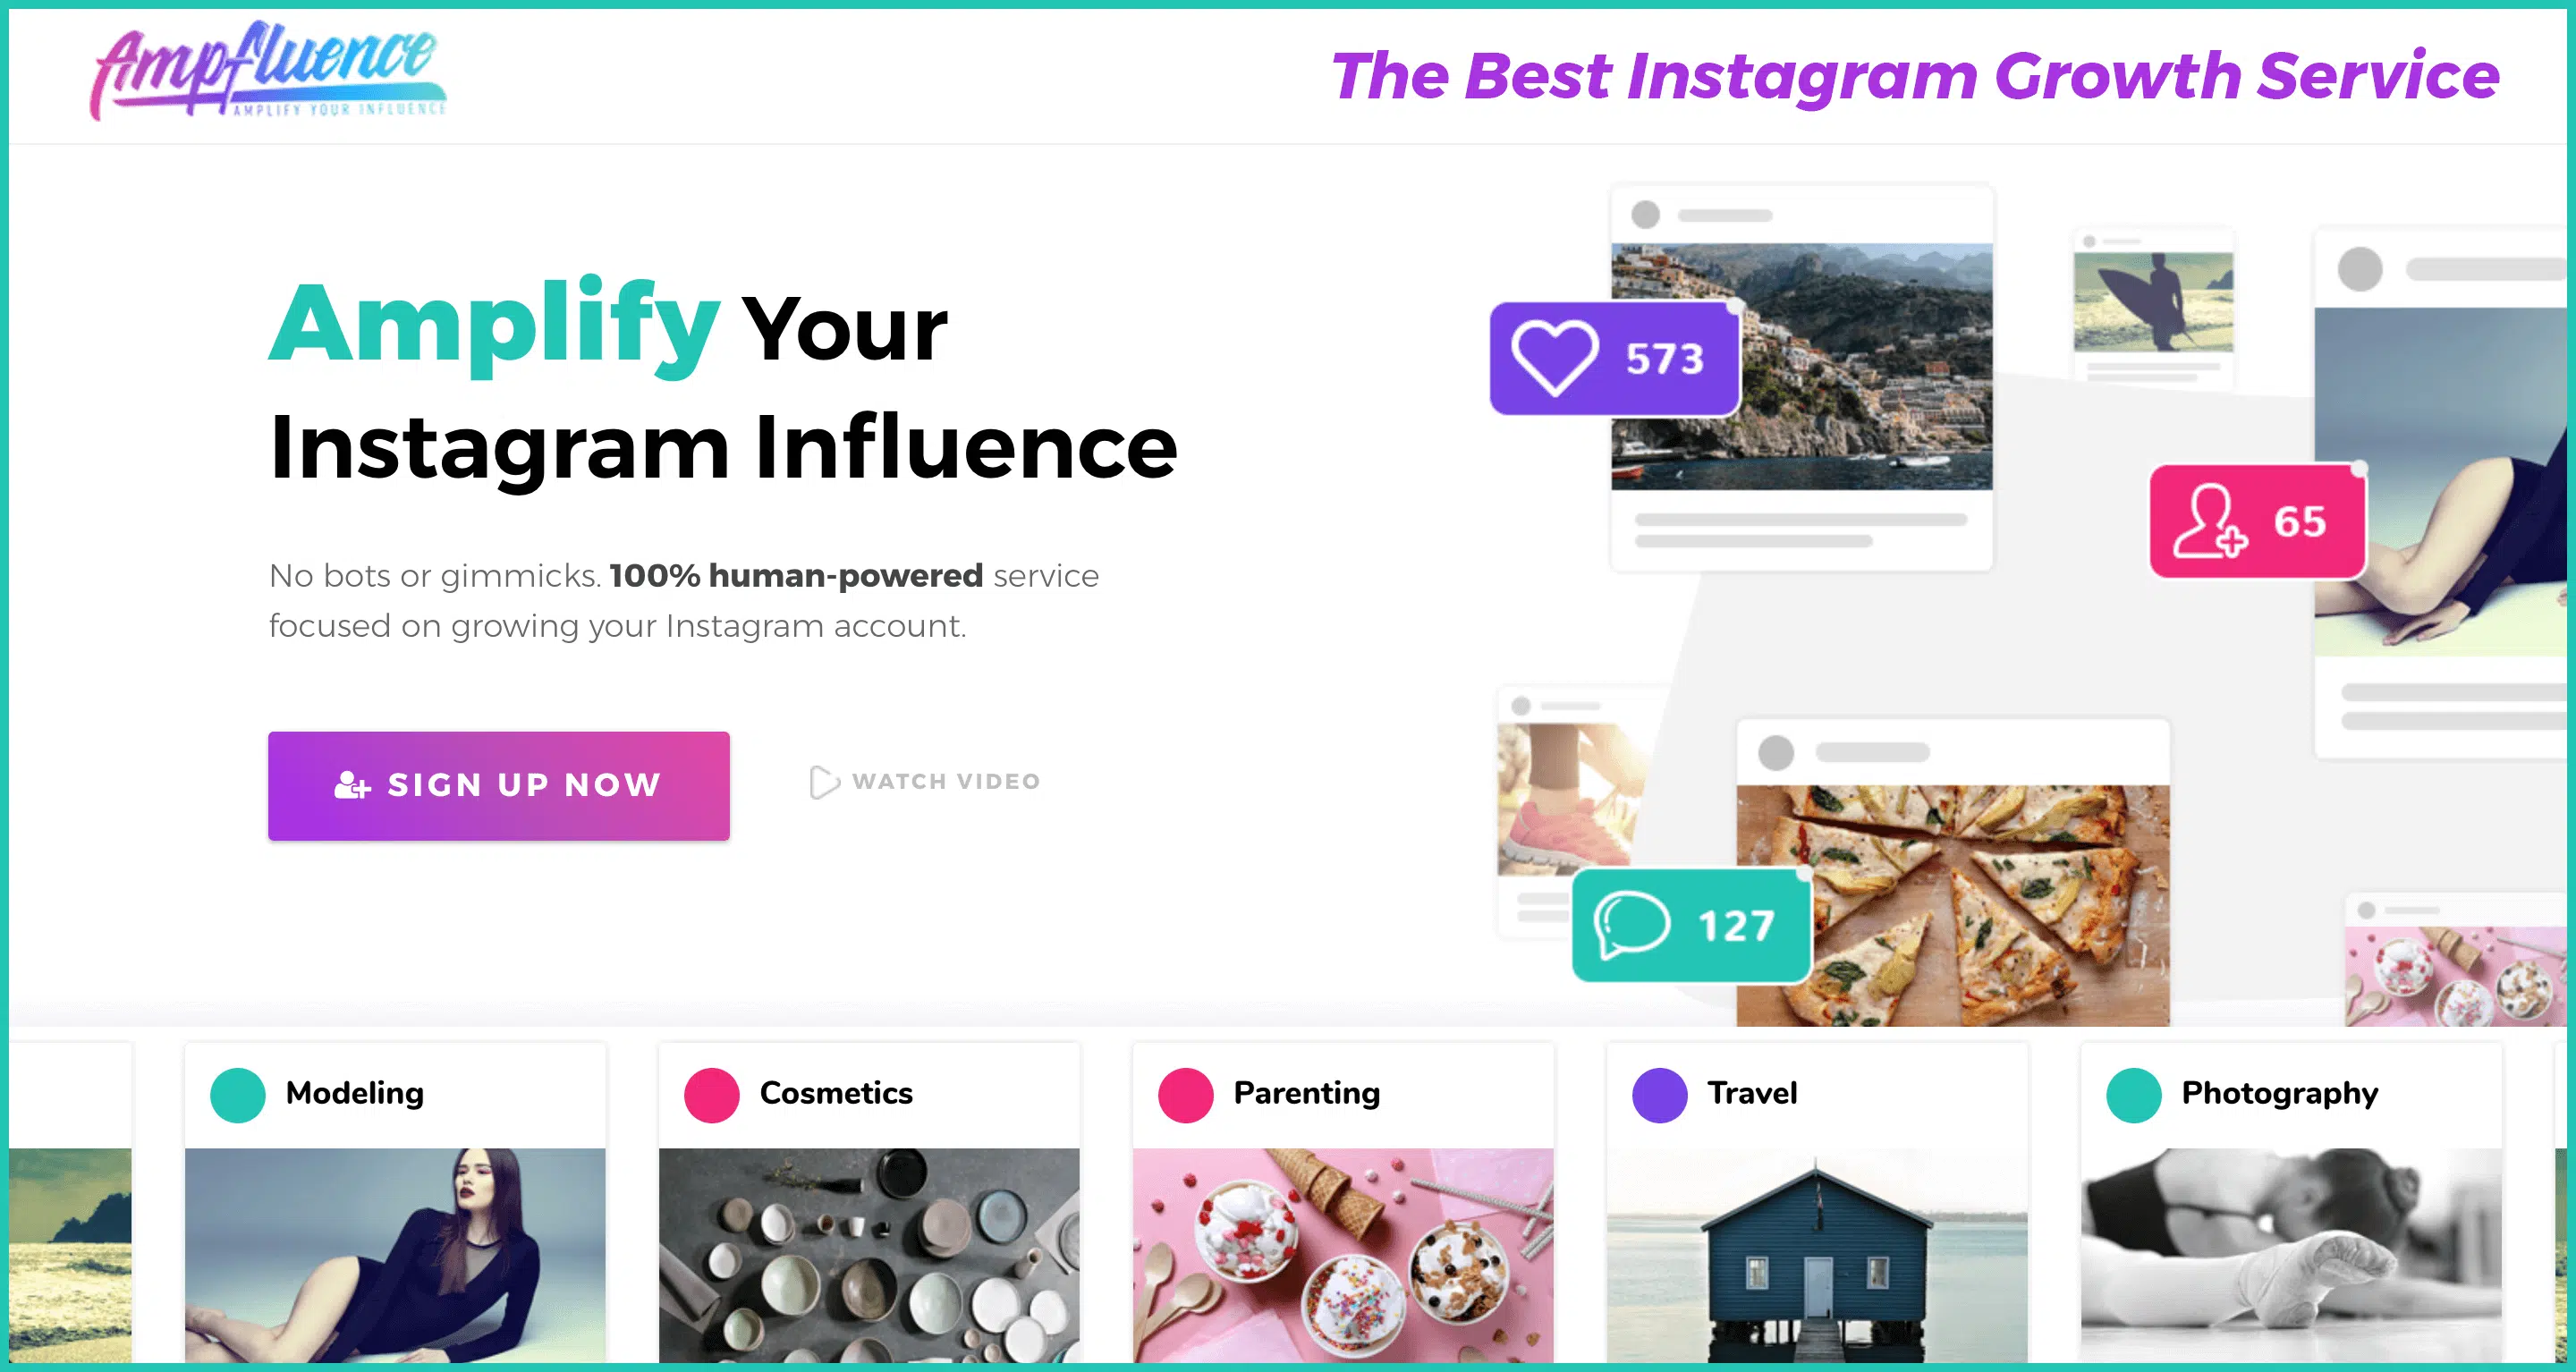 Ampfluence
AMPLIFY YOUR INFLUENCE
The Best Instagram Growth Service
Amplify Your
Instagram Influence
No bots or gimmicks. 100% human-powered service
focused on growing your Instagram account.
SIGN UP NOW
WATCH VIDEO
573
65
127
Modeling
Cosmetics
Parenting
Travel
Photography